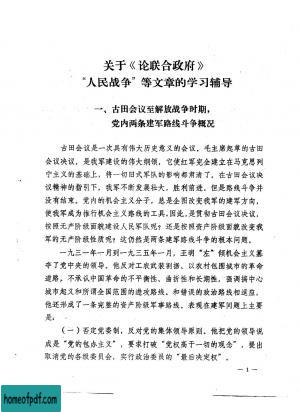 关于《论联合政府》
“人民战争”等文章的学习辅导
一、古田会议至解放战争时期，
党内两条建军路线斗争概况
古田会议是一次具有伟大历史意义的会议，毛主席起草的古田
会议决议，是我军建设的伟大纲领，它使红军完全建立在马克思列
宁主义的基础上，将一切旧式军队的影响都肃清了。在古田会议决
议精神的指引下，我军不断发展壮大，胜利前进。但是路线斗争并
没有结束。党内的机会主义分子，总是企图改变我军的建军方向，
使我军成为推行机会主义路线的工具。因此，是贯彻古田会议决议，
按照无产阶级面貌建设人民军队呢？还是按照资产阶级面貌改变我
军的无产阶级性质呢？这仍然是两条建军路线斗争的根本问题。
一九三一年到一九三五年一月，王明“左”倾机会主义篡
夺了党中央的领导。他反对工农武装割据、以农村包围城市的革命
道路，不承认中国革命的不平衡性、曲折性和长期性，强调搞中心
城市起义和所谓全国范围的进攻路线，和错误的政治路线相适应，
他还形成了一条完整的资产阶级军事路线，表现在建军问题上主要
是：
（一）否定党委制，反对党的集体领导原则。他把党的领导说
成是“党的包办主义”，要求打破“党权高于一切的观念”，提出
取消党的各级委员会，实行政治委员的“最后决定权”。
— 1 —
homeofpdf.com
homeofpdf.com